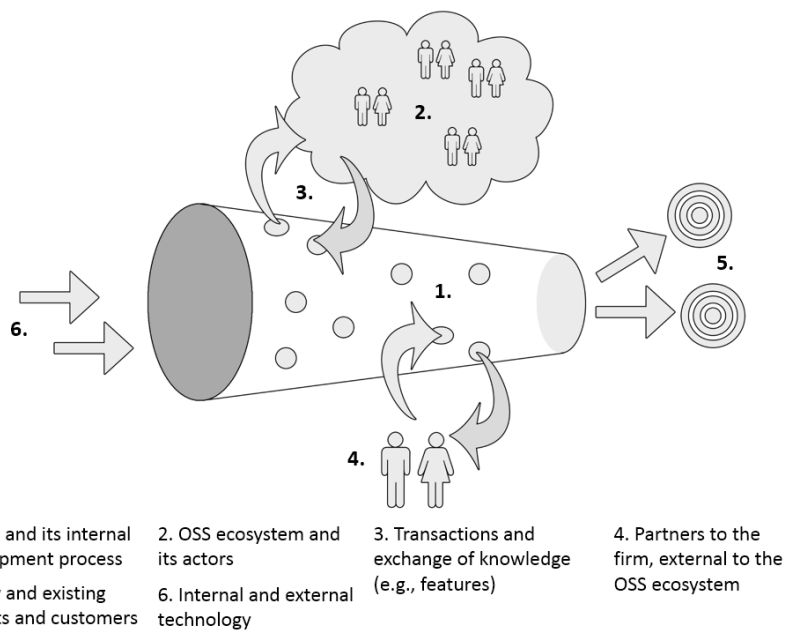 2.
3.
1.
5.
6.
4.
and its internal
2. OSS ecosystem and
3. Transactions and
4. Partners to the
opment process
its actors
exchange of knowledge
firm, external to the
(e.g., features)
OSS ecosystem
and existing
6. Internal and external
ts and customers
technology